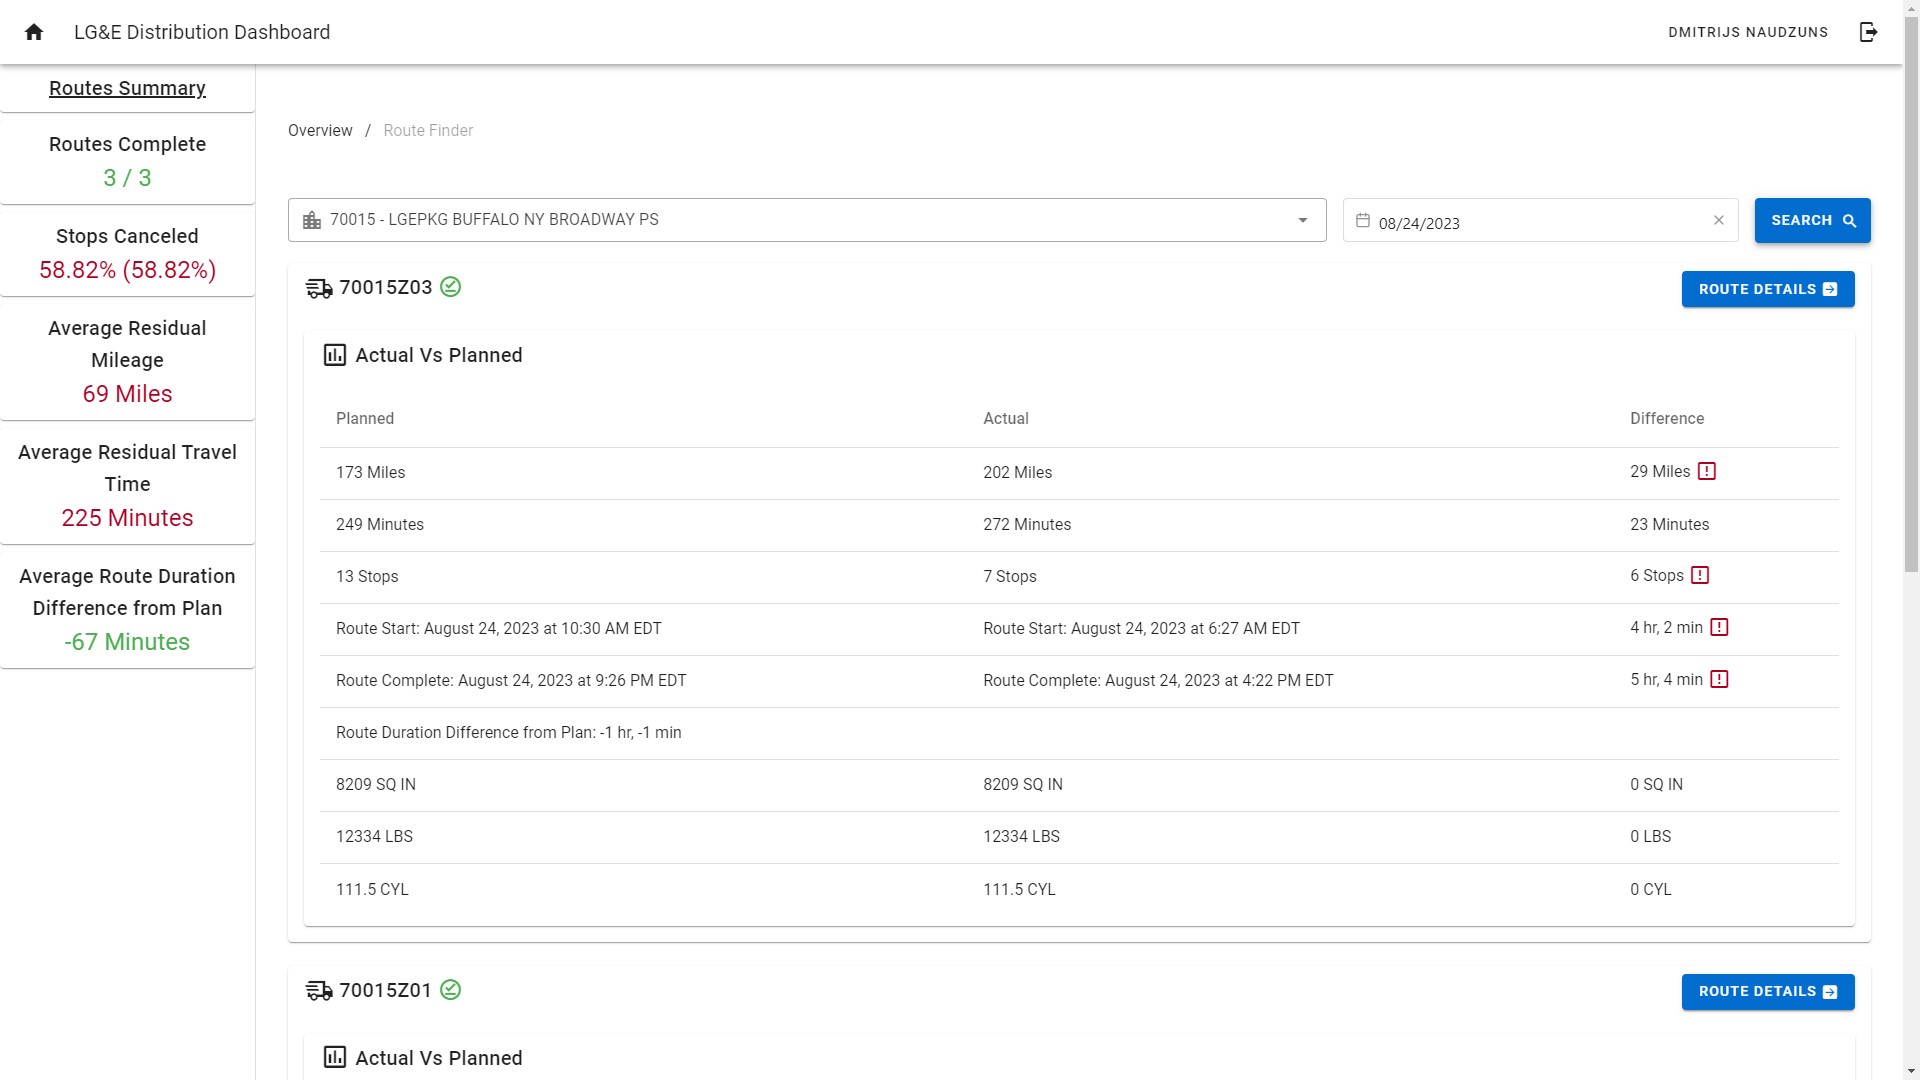 LG&E Distribution Dashboard
DMITRIJS NAUDZUNS
Routes Summary
Routes Complete
3 / 3
Stops Canceled
58.82% (58.82%)
Average Residual
Mileage
69 Miles
Average Residual Travel
Time
225 Minutes
Average Route Duration
Difference from Plan
-67 Minutes
Overview / Route Finder
70015 - LGEPKG BUFFALO NY BROADWAY PS
08/24/2023
SEARCH
70015Z03
ROUTE DETAILS
Actual Vs Planned
Planned Actual Difference
173 Miles 202 Miles 29 Miles
249 Minutes 272 Minutes 23 Minutes
13 Stops 7 Stops 6 Stops
Route Start: August 24, 2023 at 10:30 AM EDT Route Start: August 24, 2023 at 6:27 AM EDT 4 hr, 2 min
Route Complete: August 24, 2023 at 9:26 PM EDT Route Complete: August 24, 2023 at 4:22 PM EDT 5 hr, 4 min
Route Duration Difference from Plan: -1 hr, -1 min
8209 SQ IN 8209 SQ IN 0 SQ IN
12334 LBS 12334 LBS 0 LBS
111.5 CYL 111.5 CYL 0 CYL
70015Z01
ROUTE DETAILS
Actual Vs Planned